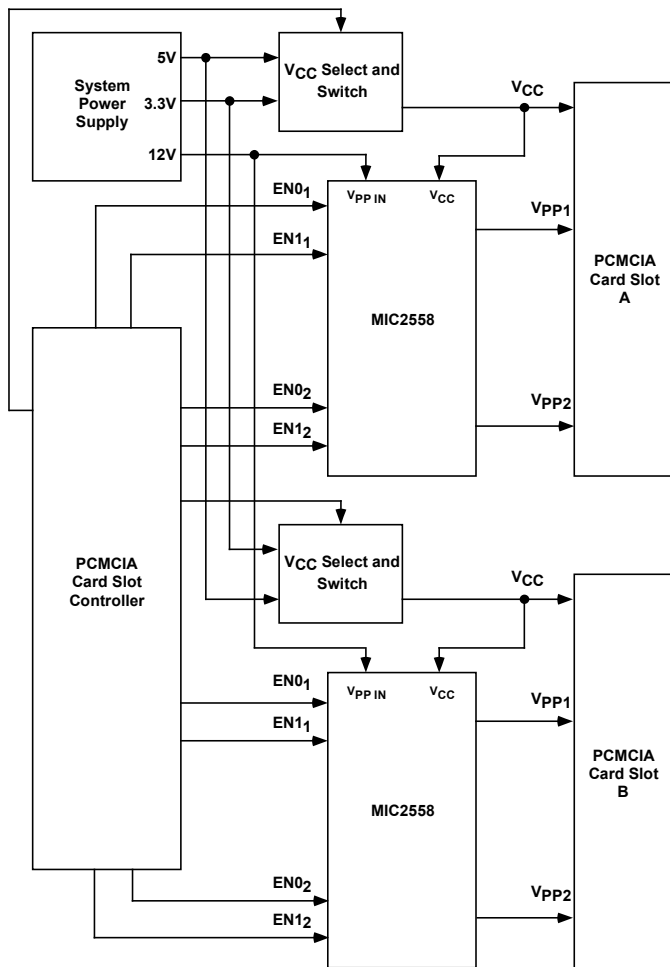 System
Power
Supply
5V
3.3V
12V
VCC Select and
Switch
VCC
EN01
EN11
VPP IN
VCC
VPP1
MIC2558
PCMCIA
Card Slot
A
EN02
EN12
VPP2
PCMCIA
Card Slot
Controller
VCC Select and
Switch
VCC
EN01
EN11
VPP IN
VCC
VPP1
MIC2558
PCMCIA
Card Slot
B
EN02
EN12
VPP2